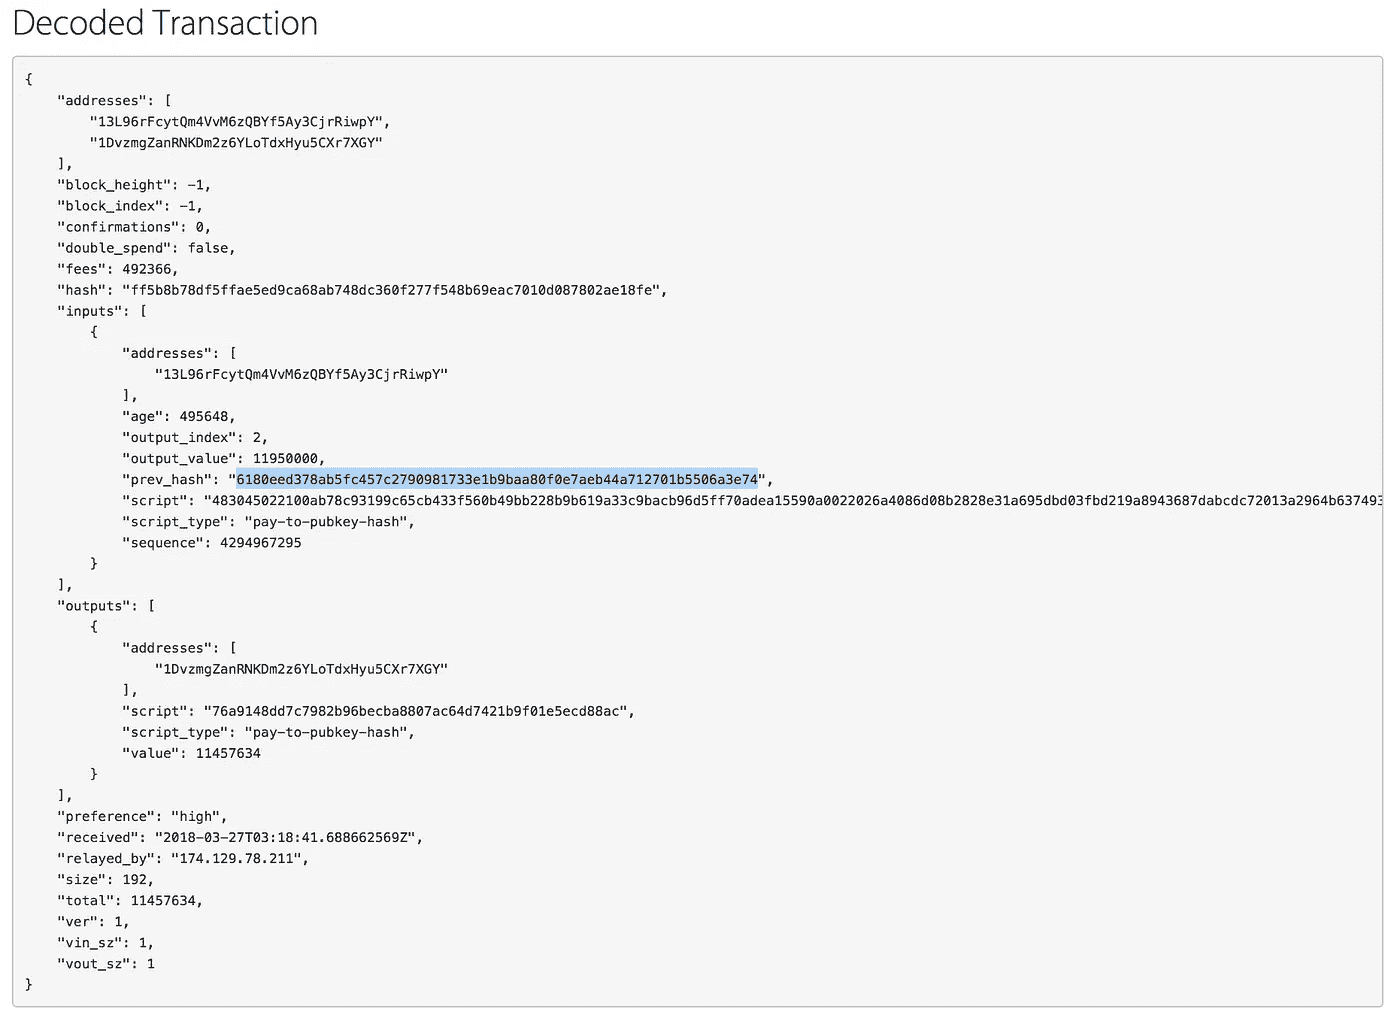 Decoded Transaction
{
    "addresses": [
        "13L96rFcytQm4VvM6zQBYf5Ay3CjrRiwpY",
        "1DvzmgZanRNKDm2z6YLoTdxHyu5CXr7XGY"
    ],
    "block_height": -1,
    "block_index": -1,
    "confirmations": 0,
    "double_spend": false,
    "fees": 492366,
    "hash": "ff5b8b78df5ffae5ed9ca68ab748dc360f277f548b69eac7010d087802ae18fe",
    "inputs": [
        {
            "addresses": [
                "13L96rFcytQm4VvM6zQBYf5Ay3CjrRiwpY"
            ],
            "age": 495648,
            "output_index": 2,
            "output_value": 11950000,
            "prev_hash": "6180eed378ab5fc457c2790981733e1b9baa80f0e7aeb44a712701b5506a3e74",
            "script": "483045022100ab78c93199c65cb433f560b49bb228b9b619a33c9bacb96d5ff70adea15590a0022026a4086d08b2828e31a695dbd03fbd219a8943687dabcdc72013a2964b637493
            "script_type": "pay-to-pubkey-hash",
            "sequence": 4294967295
        }
    ],
    "outputs": [
        {
            "addresses": [
                "1DvzmgZanRNKDm2z6YLoTdxHyu5CXr7XGY"
            ],
            "script": "76a9148dd7c7982b96becba8807ac64d7421b9f01e5ecd88ac",
            "script_type": "pay-to-pubkey-hash",
            "value": 11457634
        }
    ],
    "preference": "high",
    "received": "2018-03-27T03:18:41.688662569Z",
    "relayed_by": "174.129.78.211",
    "size": 192,
    "total": 11457634,
    "ver": 1,
    "vin_sz": 1,
    "vout_sz": 1
}